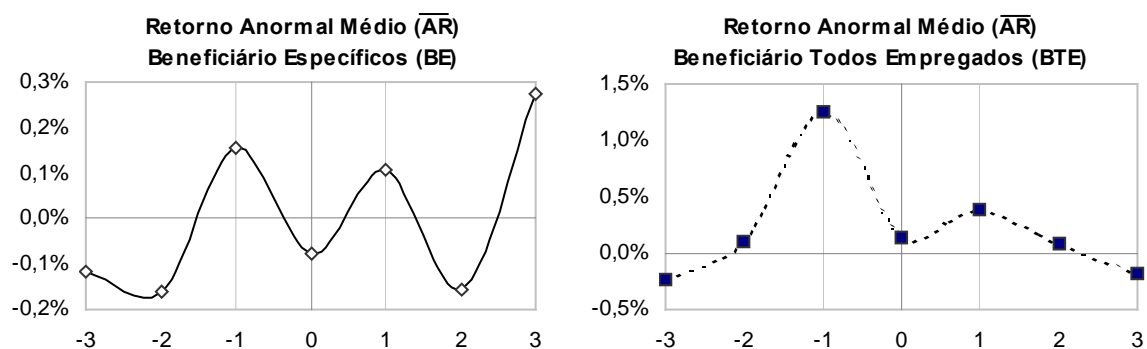 Retorno Anormal Médio (AR)
Beneficiário Específicos (BE)
0,3%
0,2%
0,1%
0,0%
-0,1%
-0,2%
-3 -2 -1 0 1 2 3
Retorno Anormal Médio (AR)
Beneficiário Todos Empregados (BTE)
1,5%
1,0%
0,5%
0,0%
-0,5%
-3 -2 -1 0 1 2 3